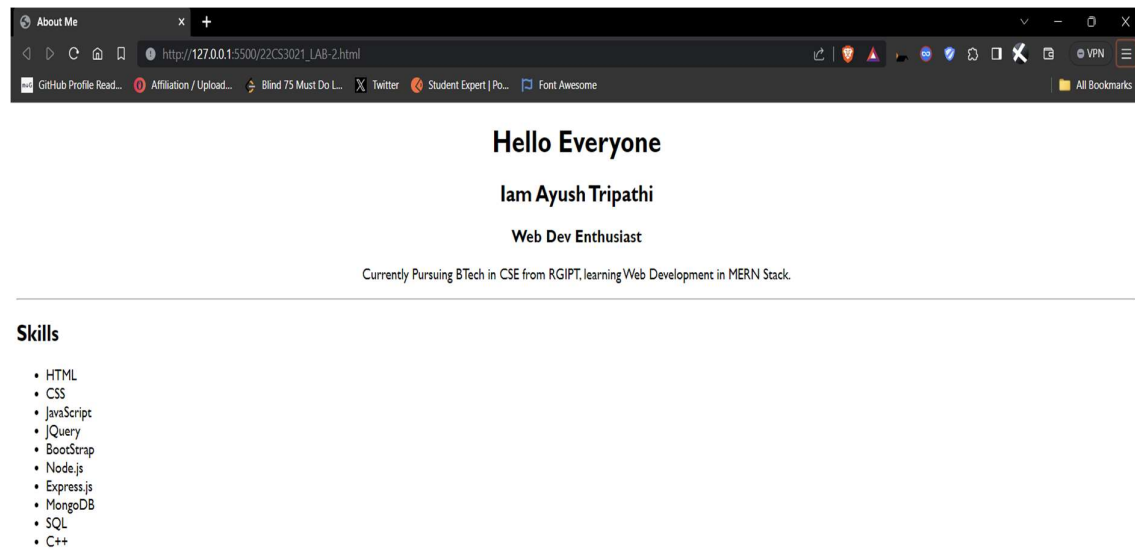 About Me
http://127.0.0.1:5500/22CS3021_LAB-2.html
VPN
GitHub Profile Read... Affiliation / Upload... Blind 75 Must Do L... Twitter Student Expert | Po... Font Awesome All Bookmarks
Hello Everyone
Iam Ayush Tripathi
Web Dev Enthusiast
Currently Pursuing BTech in CSE from RGIPT, learning Web Development in MERN Stack.
Skills
• HTML
• CSS
• JavaScript
• JQuery
• BootStrap
• Node.js
• Express.js
• MongoDB
• SQL
• C++